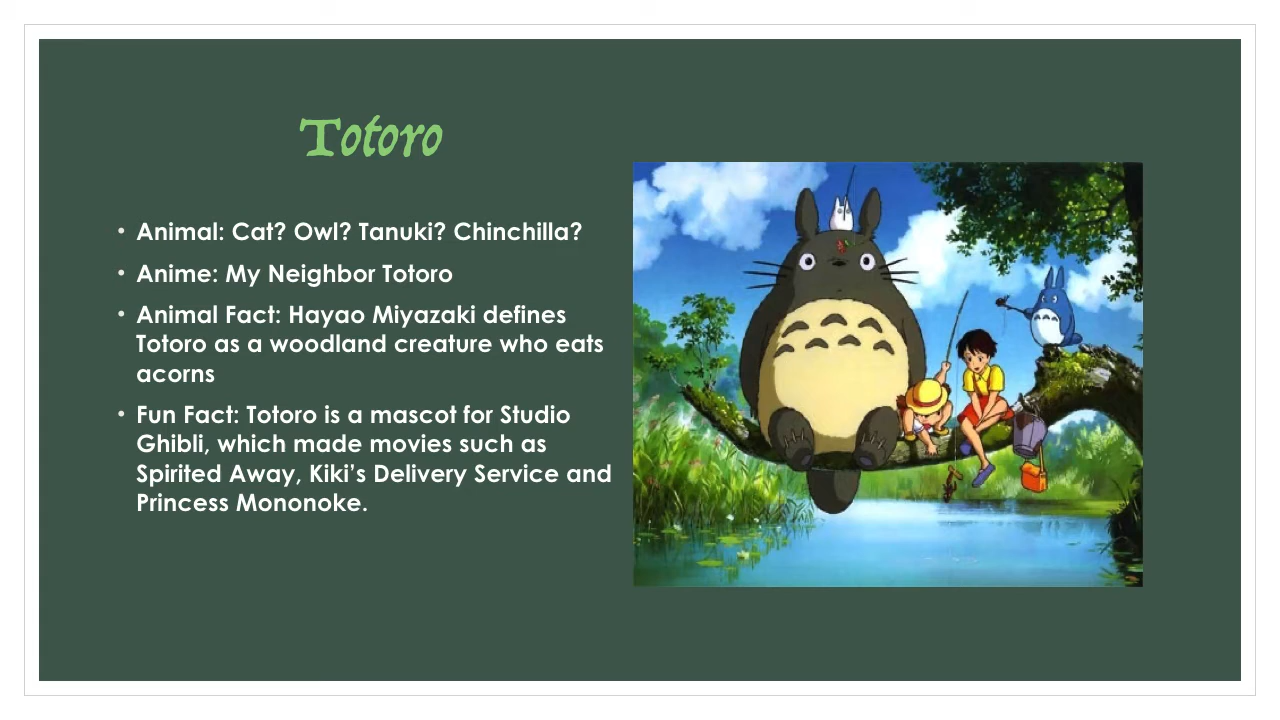 Totoro
• Animal: Cat? Owl? Tanuki? Chinchilla?
• Anime: My Neighbor Totoro
• Animal Fact: Hayao Miyazaki defines
Totoro as a woodland creature who eats
acorns
• Fun Fact: Totoro is a mascot for Studio
Ghibli, which made movies such as
Spirited Away, Kiki’s Delivery Service and
Princess Mononoke.